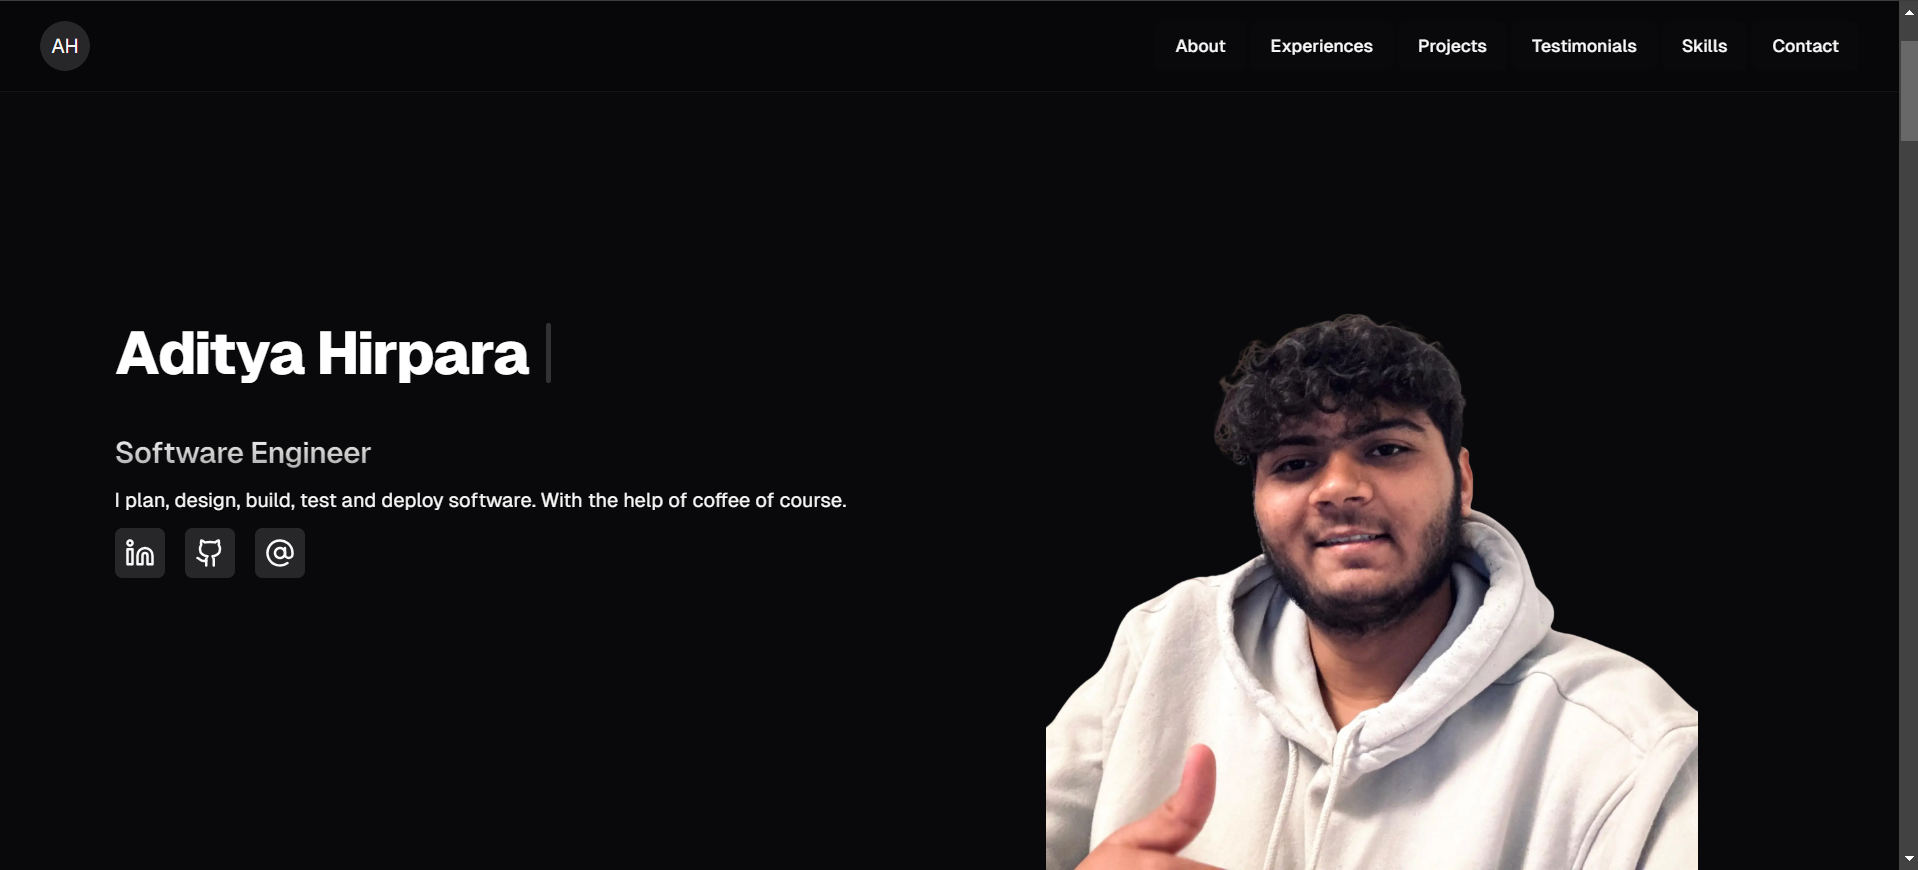 AH
About Experiences Projects Testimonials Skills Contact
Aditya Hirpara
Software Engineer
I plan, design, build, test and deploy software. With the help of coffee of course.